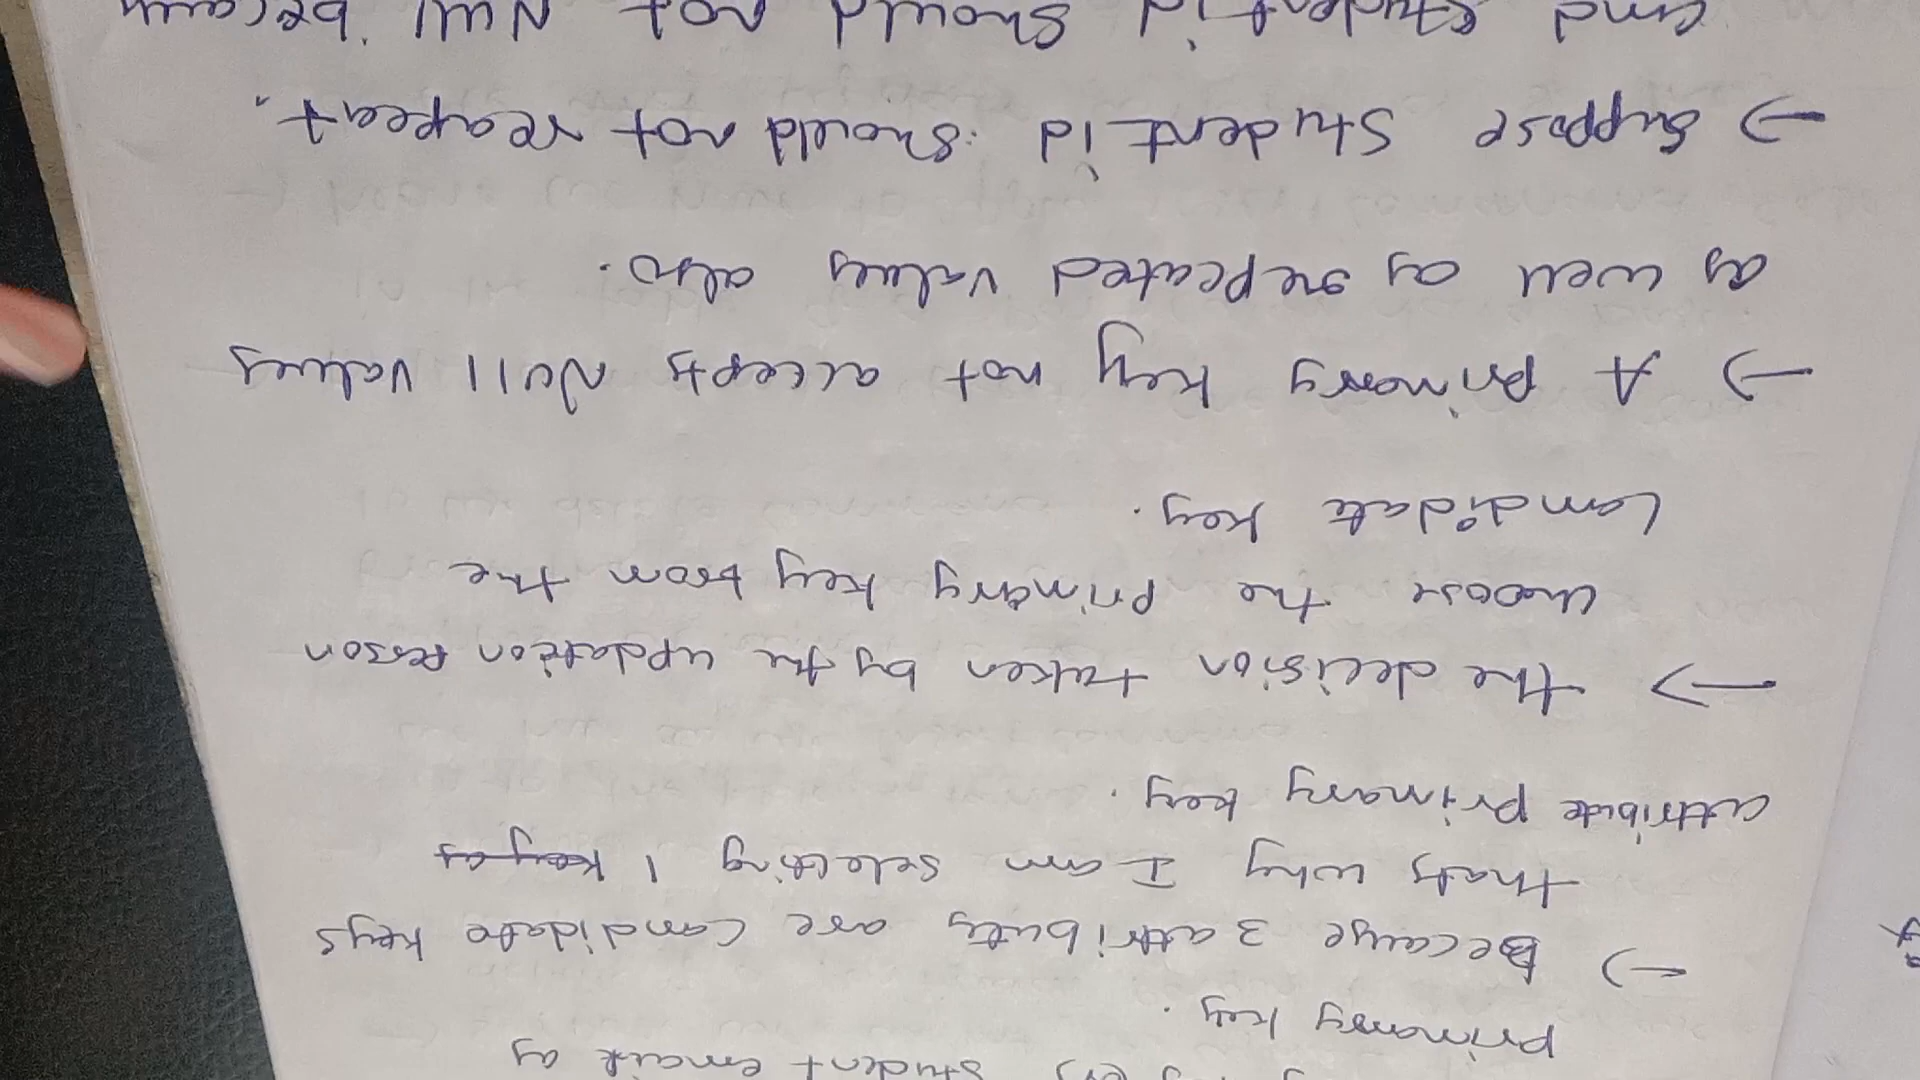 student email as
primary key.
→ Because 3 attributes are candidate keys
thats why I am selecting 1 key as
attribute primary key.
→ the decision taken by the updation person
choose the primary key from the
Candidate key.
→ A primary key not accepts NUll values
as well as repeated values also.
→ Suppose Student id should not reapeat.
and student id should not Null because